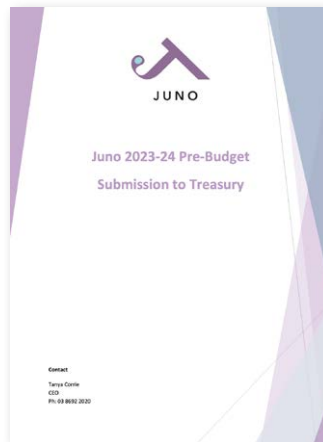 JUNO
Juno 2023-24 Pre-Budget
Submission to Treasury
Contact
Tanya Corrie
CEO
Ph: 03 8692 2020